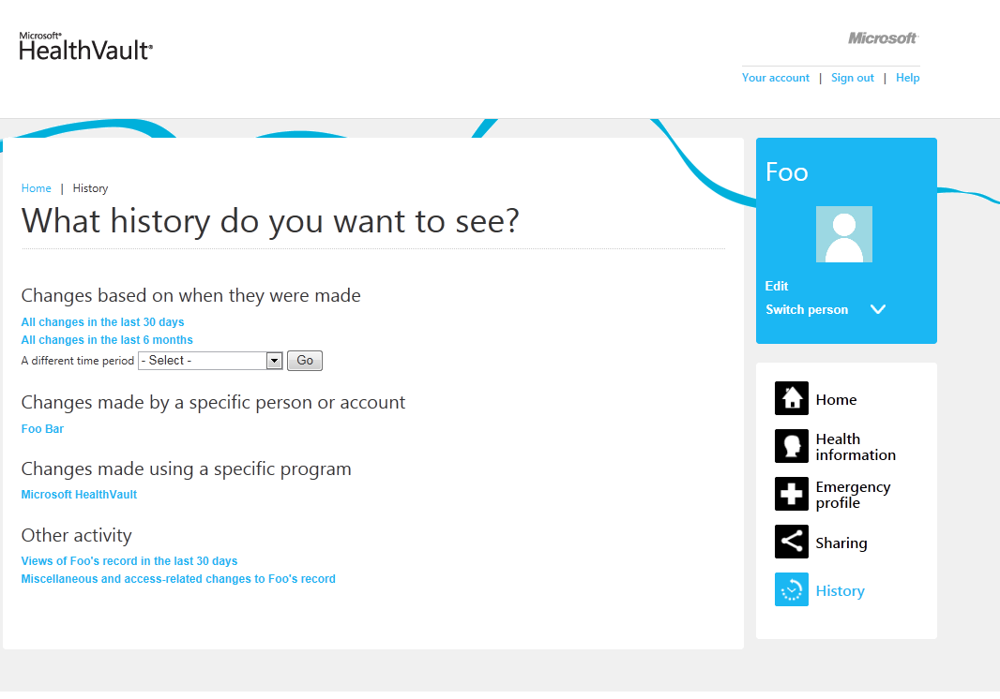 Microsoft®
HealthVault®
Microsoft
Your account | Sign out | Help
Home | History
What history do you want to see?
Changes based on when they were made
All changes in the last 30 days
All changes in the last 6 months
A different time period - Select - Go
Changes made by a specific person or account
Foo Bar
Changes made using a specific program
Microsoft HealthVault
Other activity
Views of Foo's record in the last 30 days
Miscellaneous and access-related changes to Foo's record
Foo
Edit
Switch person
Home
Health
information
Emergency
profile
Sharing
History